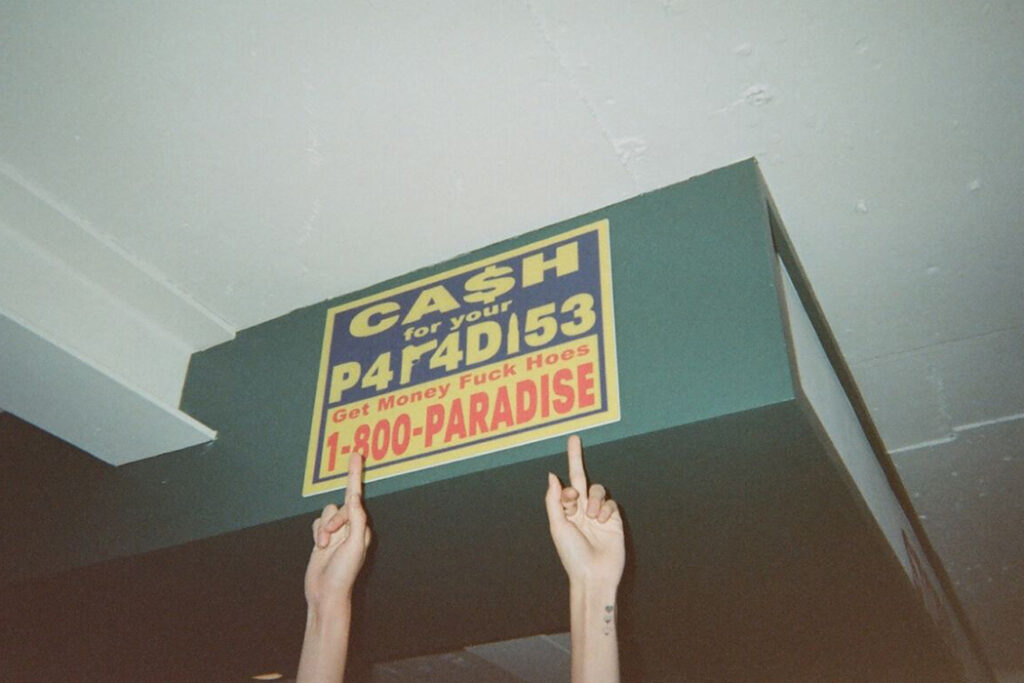 CA$H
for your
P4r4D153
Get Money Fuck Hoes
1-800-PARADISE